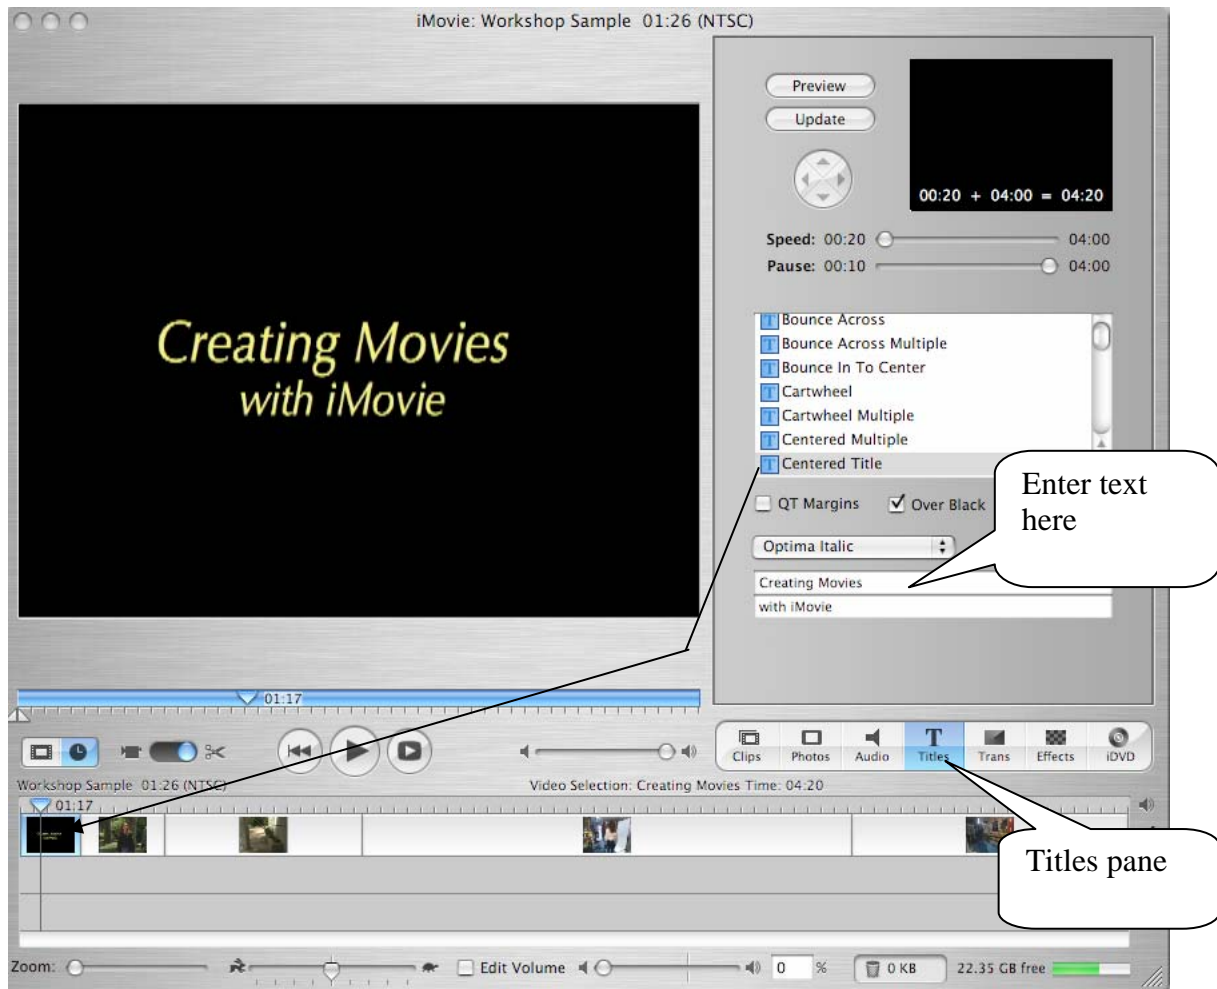 iMovie: Workshop Sample 01:26 (NTSC)
Preview
Update
00:20 + 04:00 = 04:20
Speed: 00:20 04:00
Pause: 00:10 04:00
Creating Movies
with iMovie
Bounce Across
Bounce Across Multiple
Bounce In To Center
Cartwheel
Cartwheel Multiple
Centered Multiple
Centered Title
Enter text
here
QT Margins Over Black
Optima Italic
Creating Movies
with iMovie
01:17
Clips Photos Audio Titles Trans Effects iDVD
Workshop Sample 01:26 (NTSC) Video Selection: Creating Movies Time: 04:20
01:17
Titles pane
Zoom: Edit Volume 0 % 0 KB 22.35 GB free